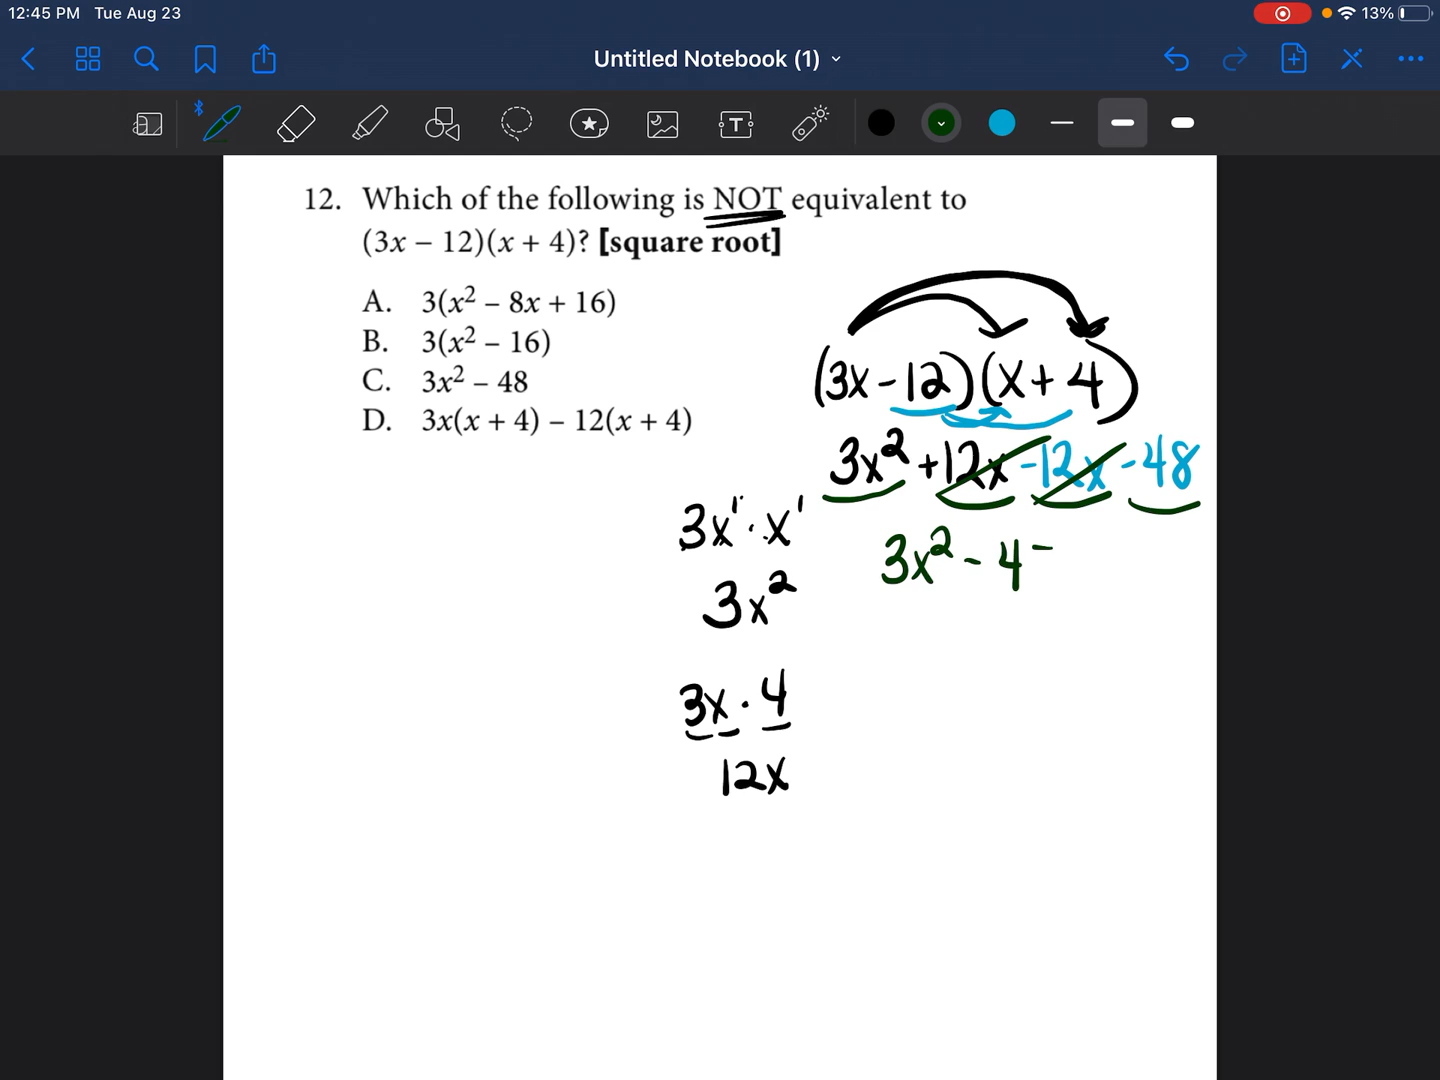 12:45 PM Tue Aug 23
13%
Untitled Notebook (1)
T
12. Which of the following is NOT equivalent to
(3x – 12)(x + 4)? [square root]
A. 3(x² – 8x + 16)
B. 3(x² – 16)
C. 3x² – 48
D. 3x(x + 4) – 12(x + 4)
(3x - 12)(x + 4)
3x² + 12x - 12x - 48
3x² - 4
3x¹ · x¹
3x²
3x · 4
12x